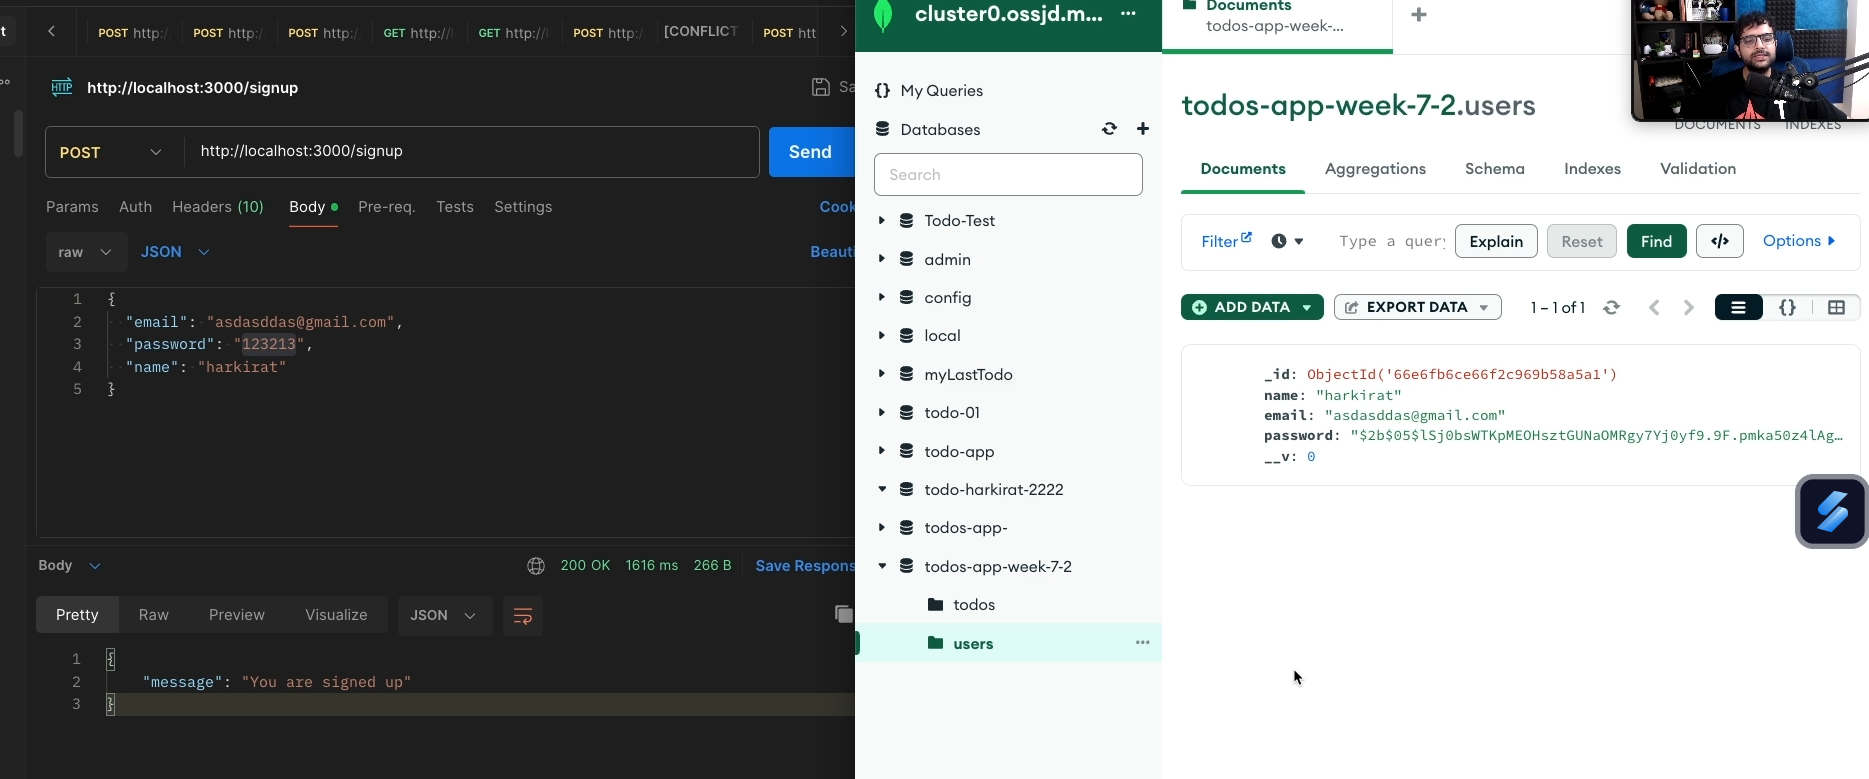 t
POST http:/
POST http:/
POST http:/
GET http://
GET http://
POST http:/
[CONFLICT
POST htt
HTTP http://localhost:3000/signup
Sa
POST http://localhost:3000/signup
Send
Params Auth Headers (10) Body Pre-req. Tests Settings
Cook
raw JSON
Beauti
1 {
2 "email": "asdasddas@gmail.com",
3 "password": "123213",
4 "name": "harkirat"
5 }
Body
200 OK 1616 ms 266 B Save Respons
Pretty Raw Preview Visualize JSON
1 {
2 "message": "You are signed up"
3 }
cluster0.ossjd.m... ...
{} My Queries
Databases
Search
Todo-Test
admin
config
local
myLastTodo
todo-01
todo-app
todo-harkirat-2222
todos-app-
todos-app-week-7-2
todos
users ...
Documents
todos-app-week-...
todos-app-week-7-2.users
DOCUMENTS INDEXES
Documents Aggregations Schema Indexes Validation
Filter Type a query Explain Reset Find </> Options
ADD DATA EXPORT DATA 1 – 1 of 1 {}
_id: ObjectId('66e6fb6ce66f2c969b58a5a1')
name: "harkirat"
email: "asdasddas@gmail.com"
password: "$2b$05$lSj0bsWTKpMEOHsztGUNaOMRgy7Yj0yf9.9F.pmka50z4lAg…
__v: 0